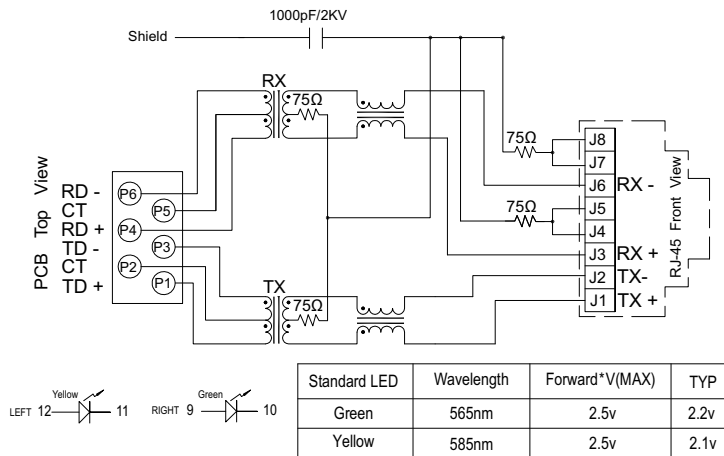 1000pF/2KV
Shield
RX
75Ω
75Ω
J8
J7
J6 RX -
75Ω
J5
J4
J3 RX +
J2 TX-
J1 TX +
RJ-45 Front View
PCB Top View
RD - P6
CT P5
RD + P4
TD - P3
CT P2
TD + P1
TX
75Ω
Yellow
LEFT 12 11
Green
RIGHT 9 10
Standard LED Wavelength Forward*V(MAX) TYP
Green 565nm 2.5v 2.2v
Yellow 585nm 2.5v 2.1v